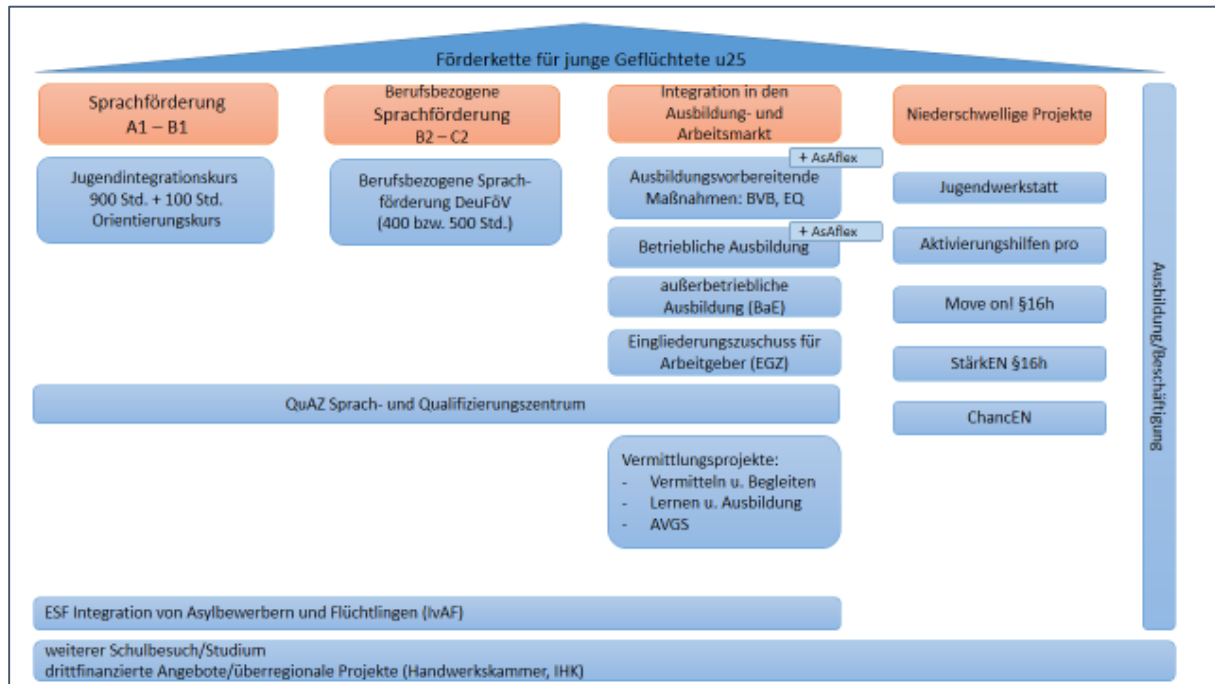 Förderkette für junge Geflüchtete u25
Sprachförderung
A1 – B1
Berufsbezogene
Sprachförderung
B2 – C2
Integration in den
Ausbildung- und
Arbeitsmarkt
Niederschwellige Projekte
Jugendintegrationskurs
900 Std. + 100 Std.
Orientierungskurs
Berufsbezogene Sprach-
förderung DeuFöV
(400 bzw. 500 Std.)
+ AsAflex
Ausbildungsvorbereitende
Maßnahmen: BVB, EQ
+ AsAflex
Betriebliche Ausbildung
außerbetriebliche
Ausbildung (BaE)
Eingliederungszuschuss für
Arbeitgeber (EGZ)
Jugendwerkstatt
Aktivierungshilfen pro
Move on! §16h
StärkEN §16h
ChancEN
QuAZ Sprach- und Qualifizierungszentrum
Vermittlungsprojekte:
- Vermitteln u. Begleiten
- Lernen u. Ausbildung
- AVGS
Ausbildung/Beschäftigung
ESF Integration von Asylbewerbern und Flüchtlingen (IvAF)
weiterer Schulbesuch/Studium
drittfinanzierte Angebote/überregionale Projekte (Handwerkskammer, IHK)